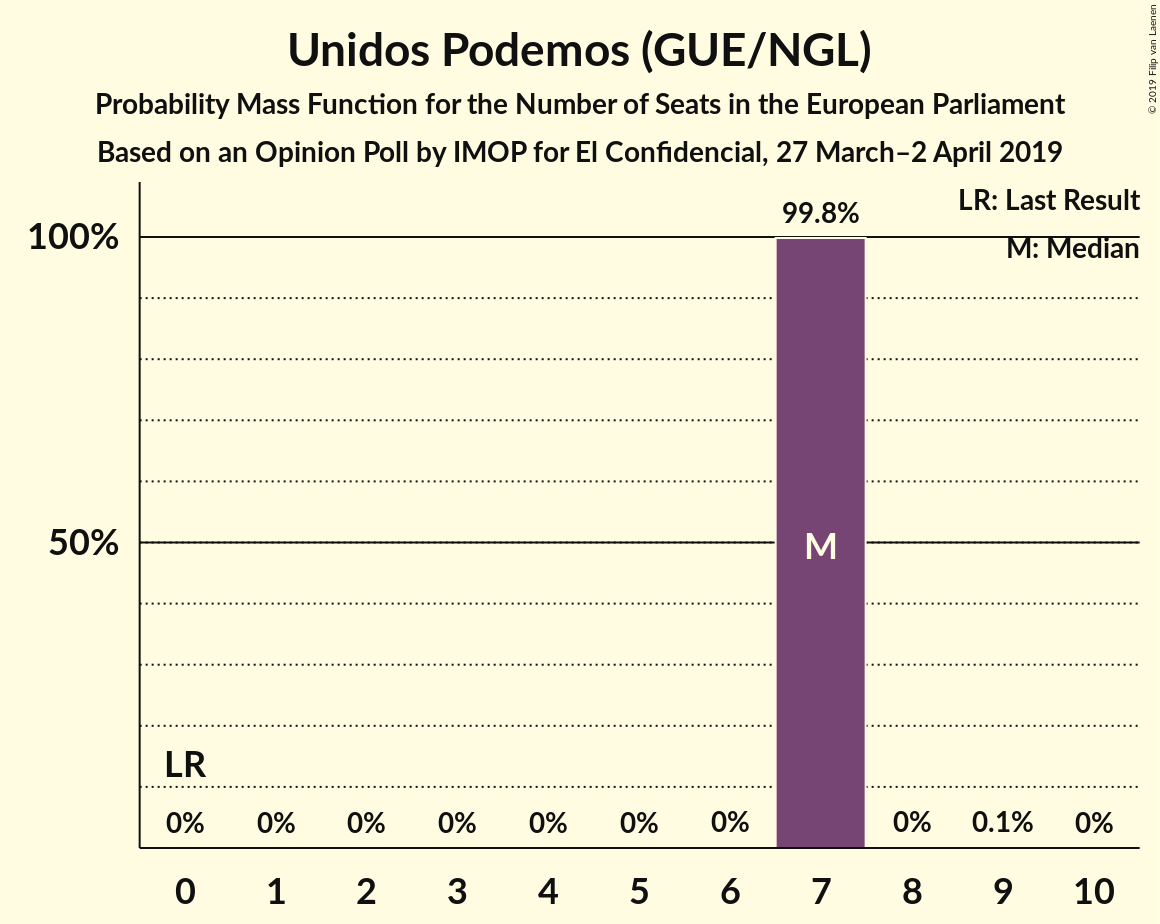 Unidos Podemos (GUE/NGL)
Probability Mass Function for the Number of Seats in the European Parliament
Based on an Opinion Poll by IMOP for El Confidencial, 27 March–2 April 2019
© 2019 Filip van Laenen
LR: Last Result
M: Median
99.8%
100%
50%
M
LR
0% 0% 0% 0% 0% 0% 0% 0% 0.1% 0%
0 1 2 3 4 5 6 7 8 9 10